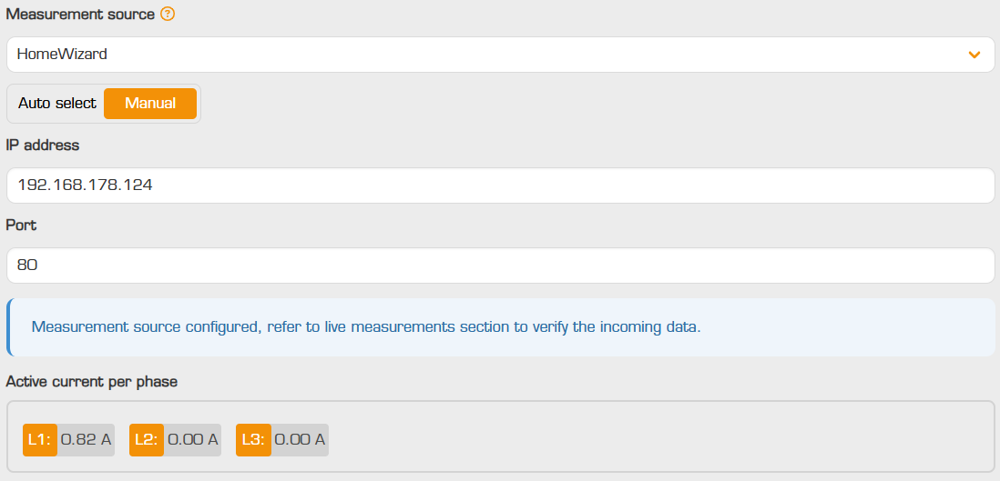 Measurement source ?
HomeWizard
Auto select Manual
IP address
192.168.178.124
Port
80
Measurement source configured, refer to live measurements section to verify the incoming data.
Active current per phase
L1: 0.82 A L2: 0.00 A L3: 0.00 A